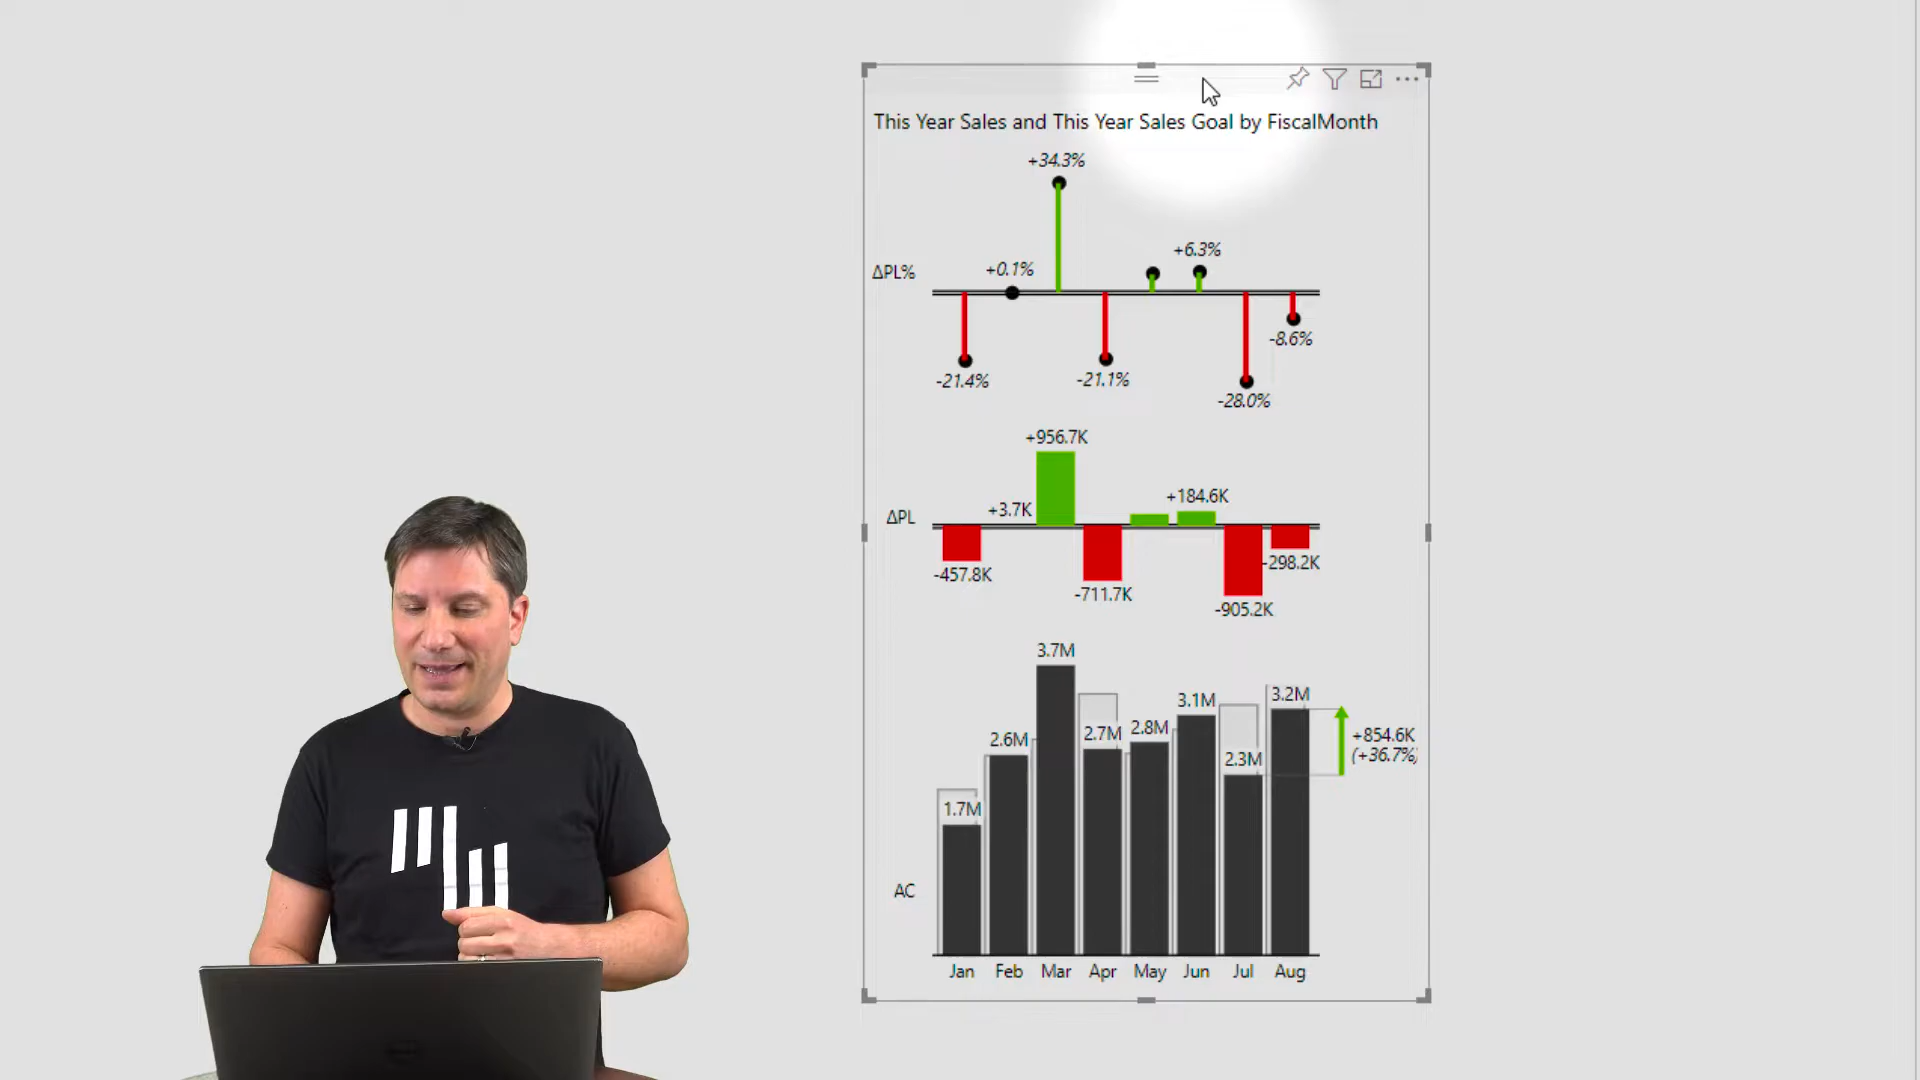 This Year Sales and This Year Sales Goal by FiscalMonth
+34.3%
+0.1%
+6.3%
ΔPL%
-21.4%
-21.1%
-28.0%
-8.6%
+956.7K
+3.7K
+184.6K
ΔPL
-457.8K
-711.7K
-905.2K
-298.2K
3.7M
2.6M
2.7M
2.8M
3.1M
2.3M
3.2M
1.7M
+854.6K
(+36.7%)
AC
Jan Feb Mar Apr May Jun Jul Aug